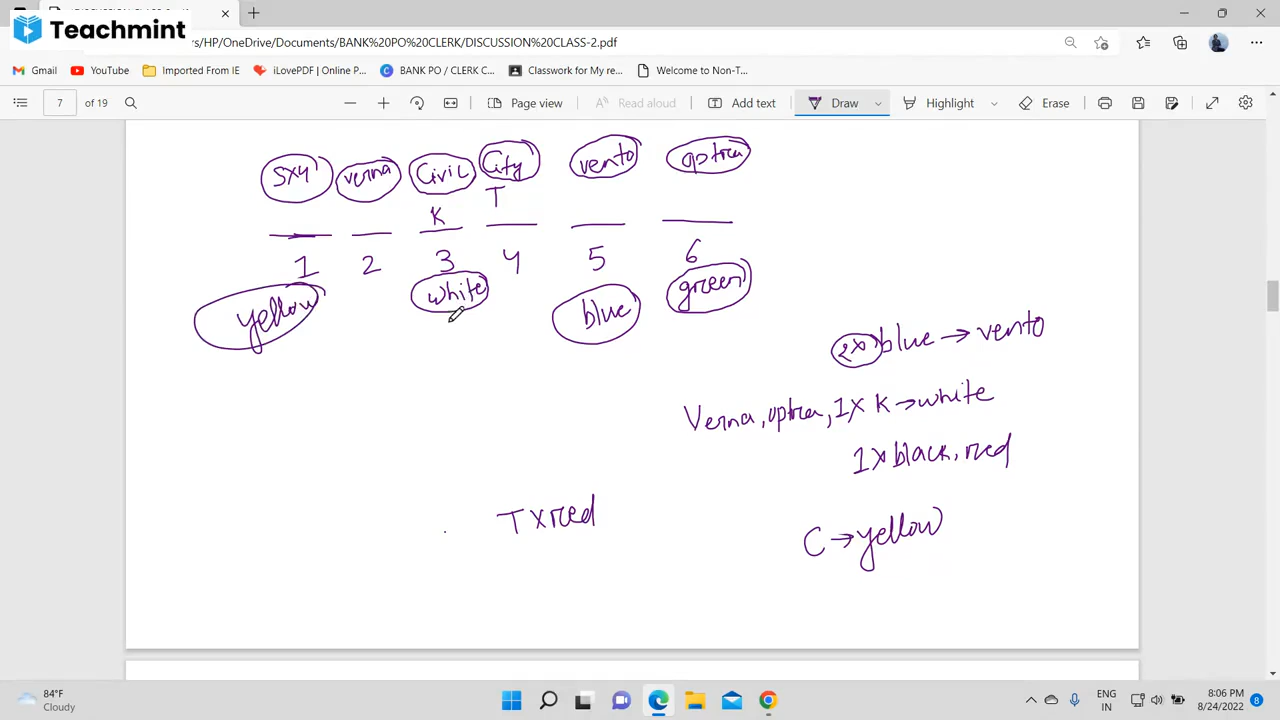 Teachmint
rs/HP/OneDrive/Documents/BANK%20PO%20CLERK/DISCUSSION%20CLASS-2.pdf
Gmail YouTube Imported From IE iLovePDF | Online P... BANK PO / CLERK C... Classwork for My re... Welcome to Non-T...
7 of 19 Page view Read aloud Add text Draw Highlight Erase
SX4 verna Civic City vento optra
K T
1 2 3 4 5 6
yellow white blue green
2X blue → vento
Verna, optra, 1X K → white
1X black, red
T X red
C → yellow
84°F
Cloudy
ENG
IN
8:06 PM
8/24/2022
8